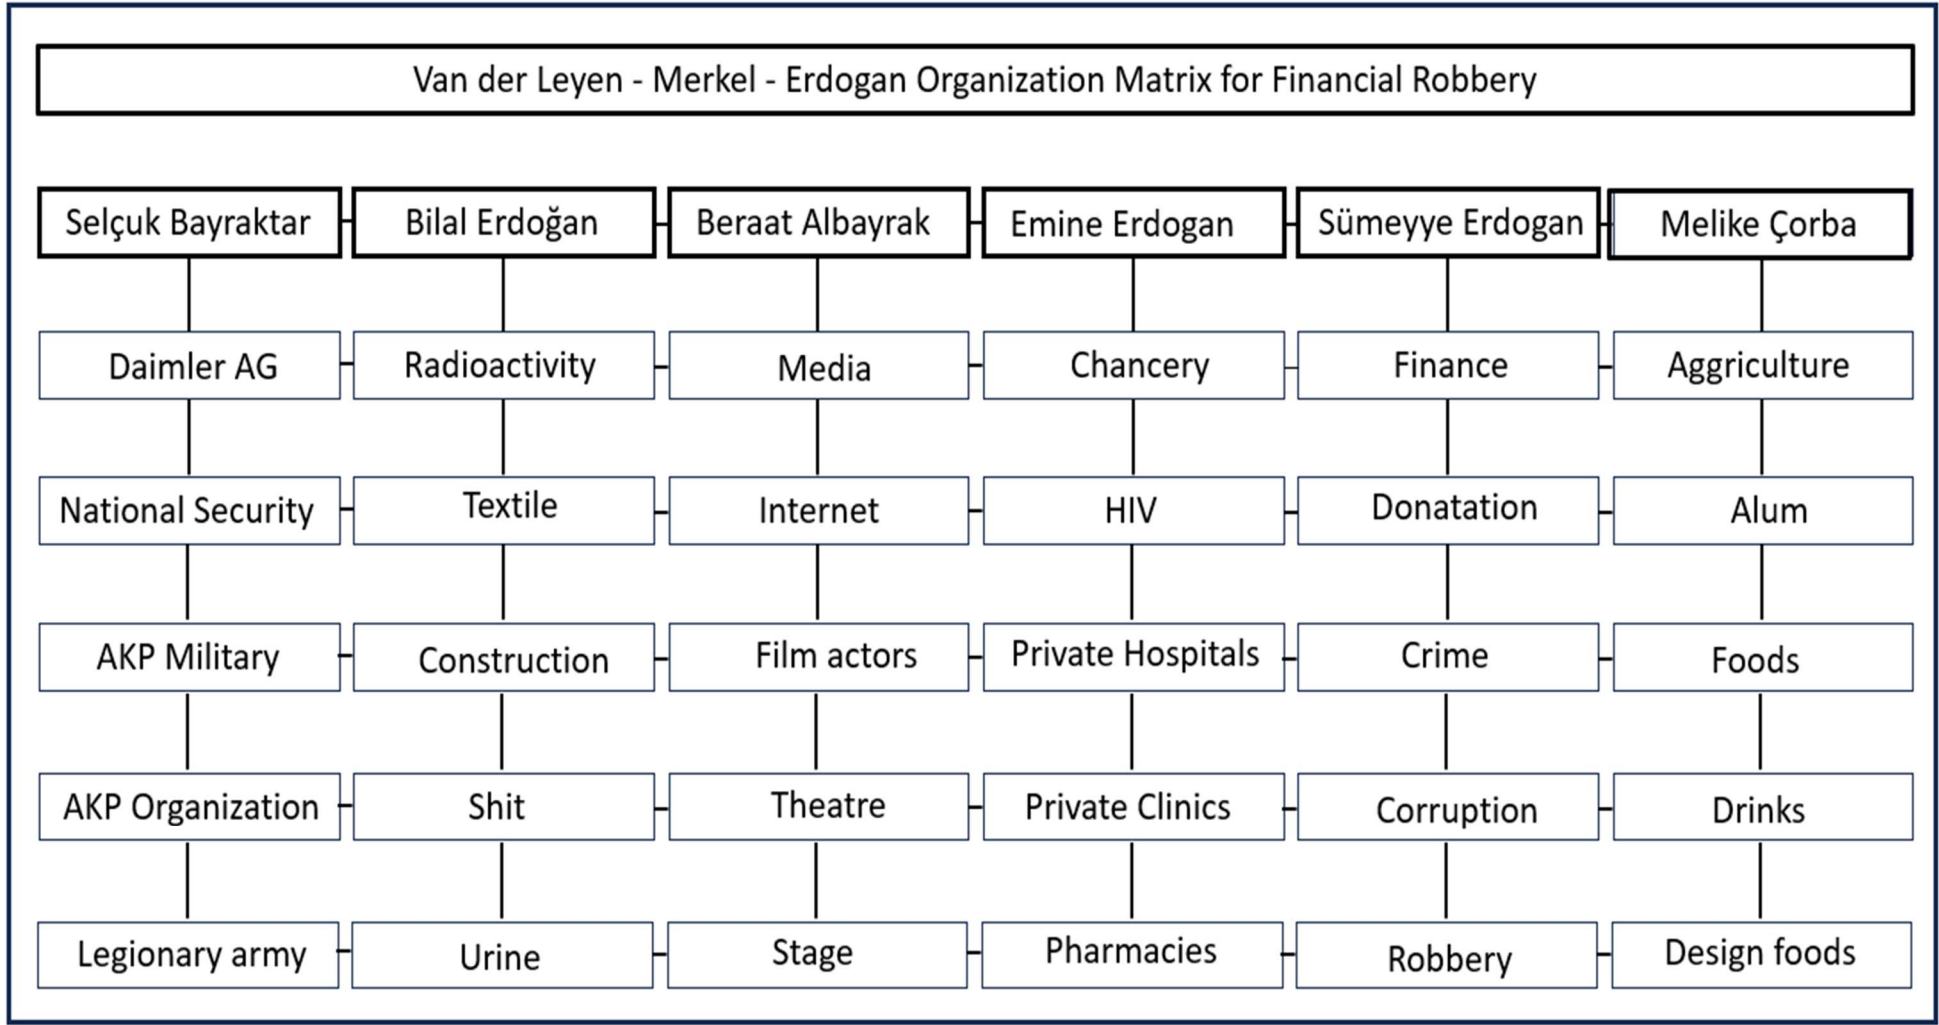 Van der Leyen - Merkel - Erdogan Organization Matrix for Financial Robbery
Selçuk Bayraktar Bilal Erdoğan Beraat Albayrak Emine Erdogan Sümeyye Erdogan Melike Çorba
Daimler AG Radioactivity Media Chancery Finance Aggriculture
National Security Textile Internet HIV Donatation Alum
AKP Military Construction Film actors Private Hospitals Crime Foods
AKP Organization Shit Theatre Private Clinics Corruption Drinks
Legionary army Urine Stage Pharmacies Robbery Design foods